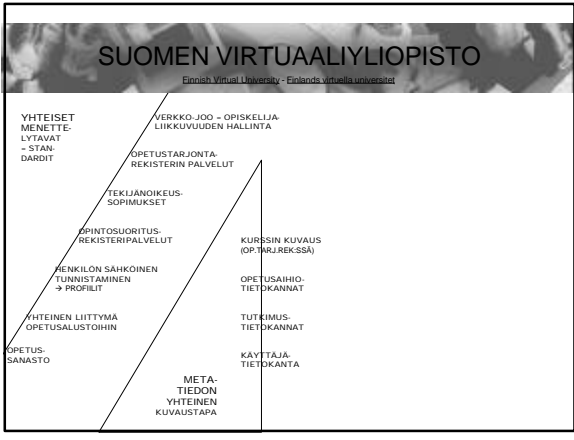 SUOMEN VIRTUAALIYLIOPISTO
Finnish Virtual University - Einlands virtuella universitet
YHTEISET
MENETTE-
LYTAVAT
– STAN-
DARDIT
VERKKO-JOO – OPISKELIJA-
LIIKKUVUUDEN HALLINTA
OPETUSTARJONTA-
REKISTERIN PALVELUT
TEKIJÄNOIKEUS-
SOPIMUKSET
OPINTOSUORITUS-
REKISTERIPALVELUT
HENKILÖN SÄHKÖINEN
TUNNISTAMINEN
→ PROFIILIT
YHTEINEN LIITTYMÄ
OPETUSALUSTOIHIN
OPETUS-
SANASTO
KURSSIN KUVAUS
(OP.TARJ.REK:SSÄ)
OPETUSAIHIO-
TIETOKANNAT
TUTKIMUS-
TIETOKANNAT
KÄYTTÄJÄ-
TIETOKANTA
META-
TIEDON
YHTEINEN
KUVAUSTAPA